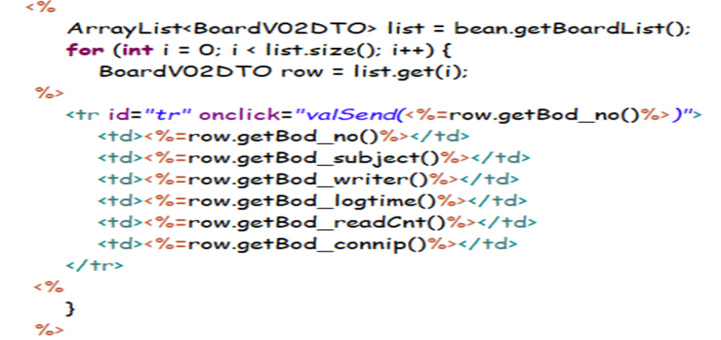 <%
ArrayList<BoardVO2DTO> list = bean.getBoardList();
for (int i = 0; i < list.size(); i++) {
BoardVO2DTO row = list.get(i);
%>
<tr id="tr" onclick="valSend(<%=row.getBod_no()%>)">
<td><%=row.getBod_no()%></td>
<td><%=row.getBod_subject()%></td>
<td><%=row.getBod_writer()%></td>
<td><%=row.getBod_logtime()%></td>
<td><%=row.getBod_readCnt()%></td>
<td><%=row.getBod_connip()%></td>
</tr>
<%
}
%>